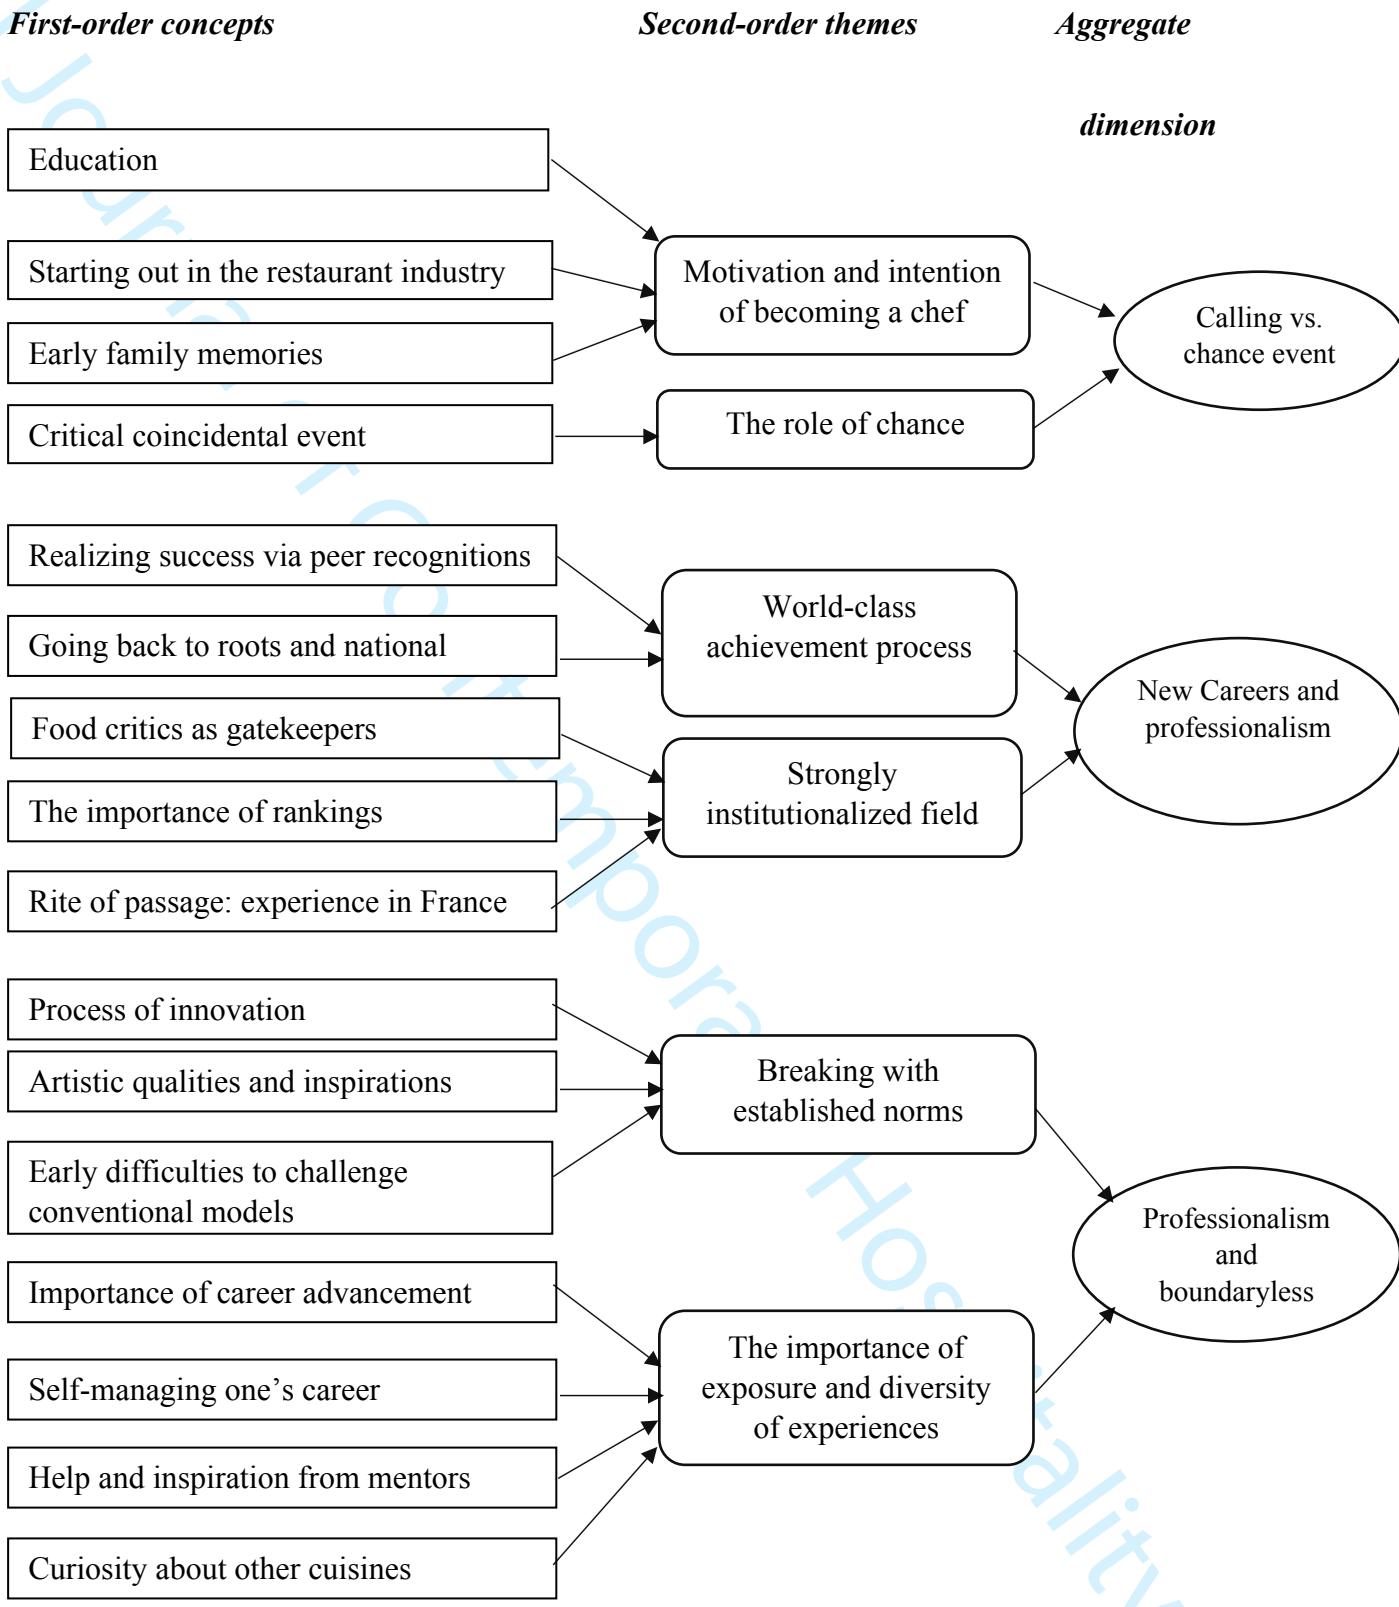 First-order concepts
Second-order themes
Aggregate
dimension
Education
Starting out in the restaurant industry
Early family memories
Critical coincidental event
Motivation and intention
of becoming a chef
The role of chance
Calling vs.
chance event
Realizing success via peer recognitions
Going back to roots and national
Food critics as gatekeepers
The importance of rankings
Rite of passage: experience in France
World-class
achievement process
Strongly
institutionalized field
New Careers and
professionalism
Process of innovation
Artistic qualities and inspirations
Early difficulties to challenge
conventional models
Importance of career advancement
Self-managing one’s career
Help and inspiration from mentors
Curiosity about other cuisines
Breaking with
established norms
The importance of
exposure and diversity
of experiences
Professionalism
and
boundaryless